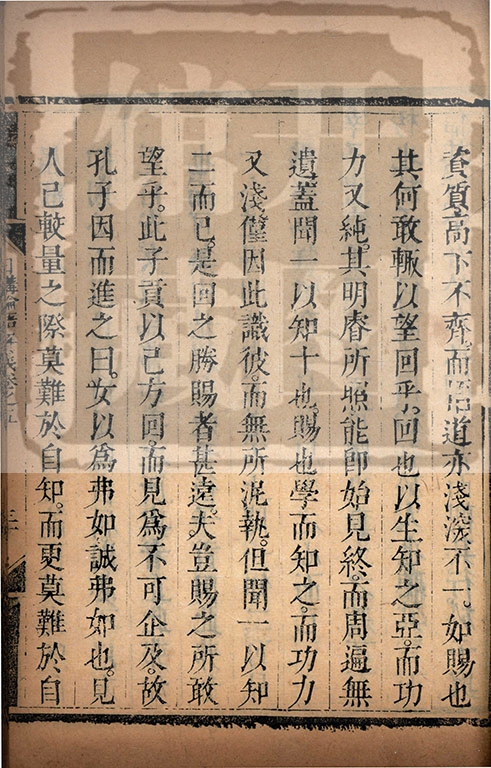 資質高下不齊而造道亦淺深不一如賜也
其何敢輙以望回乎回也以生知之亞而功
力又純其明睿所照能即始見終而周遍無
遺蓋聞一以知十也賜也學而知之而功力
又淺僅因此識彼而無所泥執但聞一以知
二而已是回之勝賜者甚遠夫豈賜之所敢
望乎此子貢以己方回而見為不可企及故
孔子因而進之曰女以為弗如誠弗如也見
人己較量之際莫難於自知而更莫難於自
日講論語